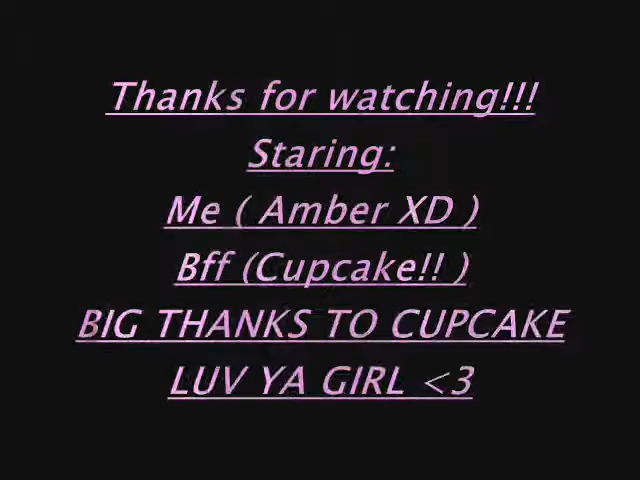 Thanks for watching!!!
Staring:
Me ( Amber XD )
Bff (Cupcake!! )
BIG THANKS TO CUPCAKE
LUV YA GIRL <3